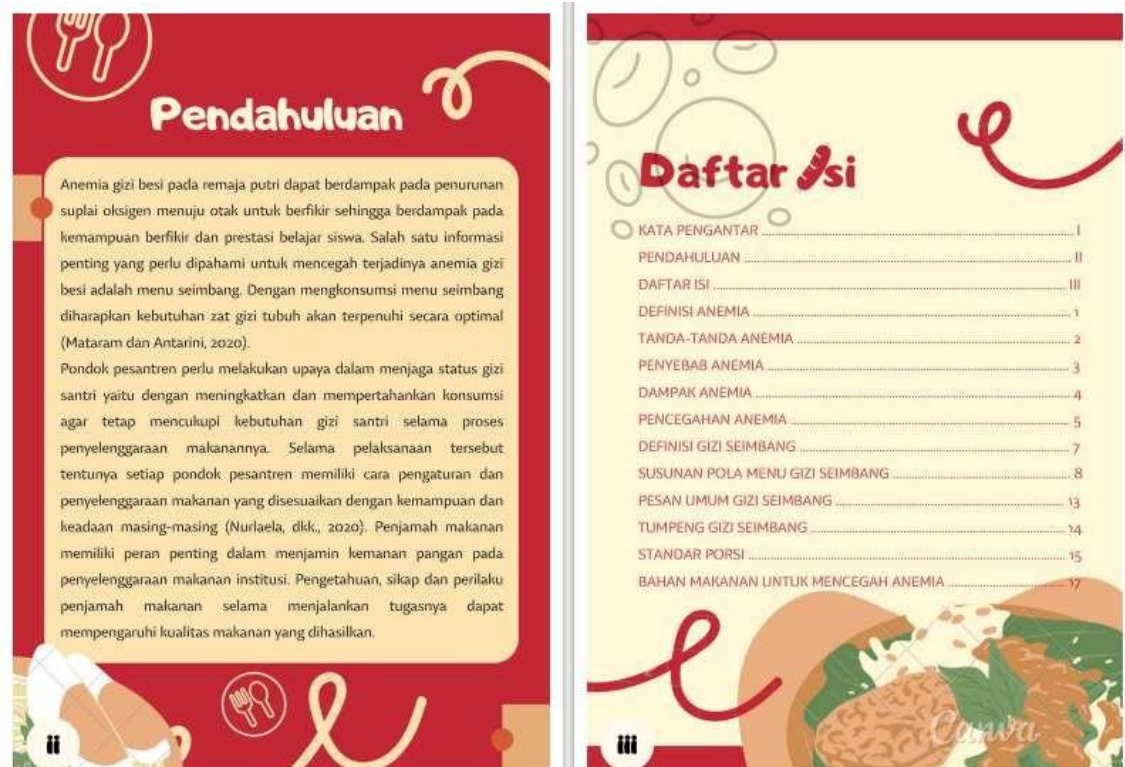 Pendahuluan
Anemia gizi besi pada remaja putri dapat berdampak pada penurunan
suplai oksigen menuju otak untuk berfikir sehingga berdampak pada
kemampuan berfikir dan prestasi belajar siswa. Salah satu informasi
penting yang perlu dipahami untuk mencegah terjadinya anemia gizi
besi adalah menu seimbang. Dengan mengkonsumsi menu seimbang
diharapkan kebutuhan zat gizi tubuh akan terpenuhi secara optimal
(Mataram dan Antarini, 2020).
Pondok pesantren perlu melakukan upaya dalam menjaga status gizi
santri yaitu dengan meningkatkan dan mempertahankan konsumsi
agar tetap mencukupi kebutuhan gizi santri selama proses
penyelenggaraan makanannya. Selama pelaksanaan tersebut
tentunya setiap pondok pesantren memiliki cara pengaturan dan
penyelenggaraan makanan yang disesuaikan dengan kemampuan dan
keadaan masing-masing (Nurlaela, dkk., 2020). Penjamah makanan
memiliki peran penting dalam menjamin kemanan pangan pada
penyelenggaraan makanan institusi. Pengetahuan, sikap dan perilaku
penjamah makanan selama menjalankan tugasnya dapat
mempengaruhi kualitas makanan yang dihasilkan.
ii
Daftar Isi
KATA PENGANTAR I
PENDAHULUAN II
DAFTAR ISI III
DEFINISI ANEMIA 1
TANDA-TANDA ANEMIA 2
PENYEBAB ANEMIA 3
DAMPAK ANEMIA 4
PENCEGAHAN ANEMIA 5
DEFINISI GIZI SEIMBANG 7
SUSUNAN POLA MENU GIZI SEIMBANG 8
PESAN UMUM GIZI SEIMBANG 13
TUMPENG GIZI SEIMBANG 14
STANDAR PORSI 15
BAHAN MAKANAN UNTUK MENCEGAH ANEMIA 17
Canva
iii